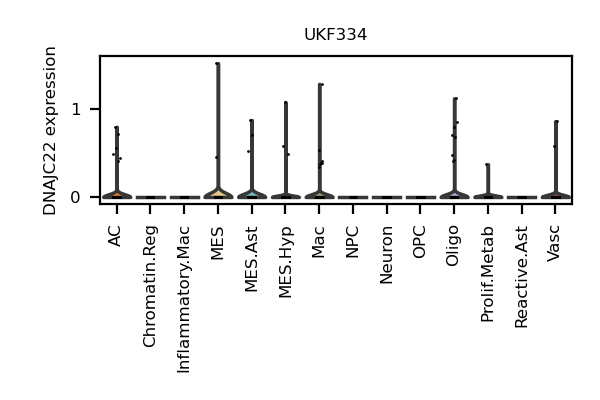 UKF334
DNAJC22 expression
1
0
AC
Chromatin.Reg
Inflammatory.Mac
MES
MES.Ast
MES.Hyp
Mac
NPC
Neuron
OPC
Oligo
Prolif.Metab
Reactive.Ast
Vasc